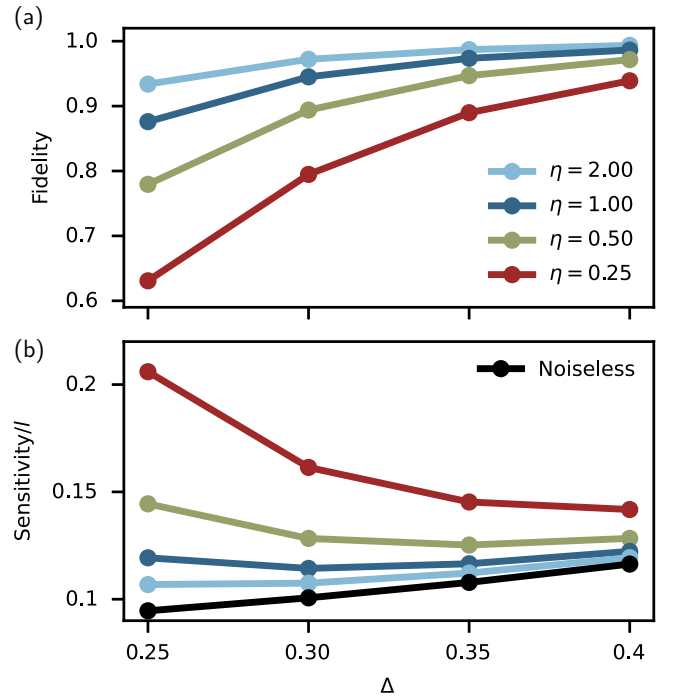 (a)
1.0
0.9
0.8
0.7
0.6
Fidelity
η = 2.00
η = 1.00
η = 0.50
η = 0.25
(b)
0.2
0.15
0.1
Sensitivity/l
Noiseless
0.25 0.30 0.35 0.4
Δ